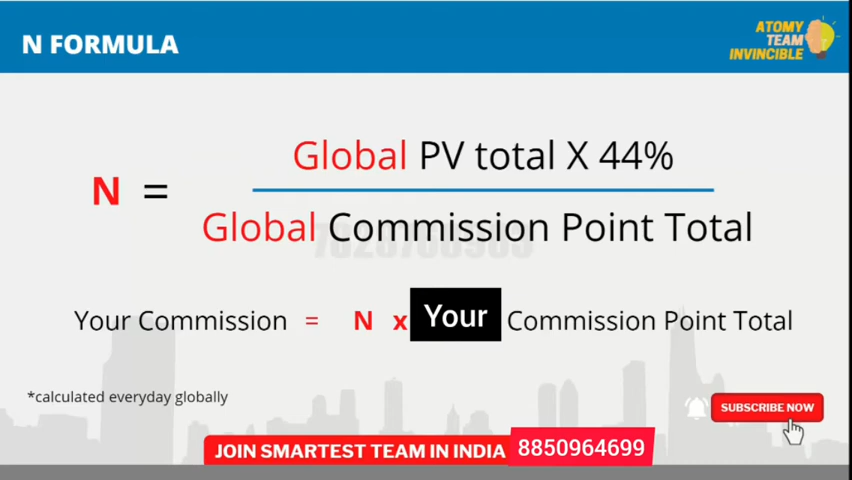 N FORMULA
ATOMY
TEAM
INVINCIBLE
Global PV total X 44%
N =
Global Commission Point Total
Your Commission = N x Your Commission Point Total
*calculated everyday globally
SUBSCRIBE NOW
JOIN SMARTEST TEAM IN INDIA 8850964699